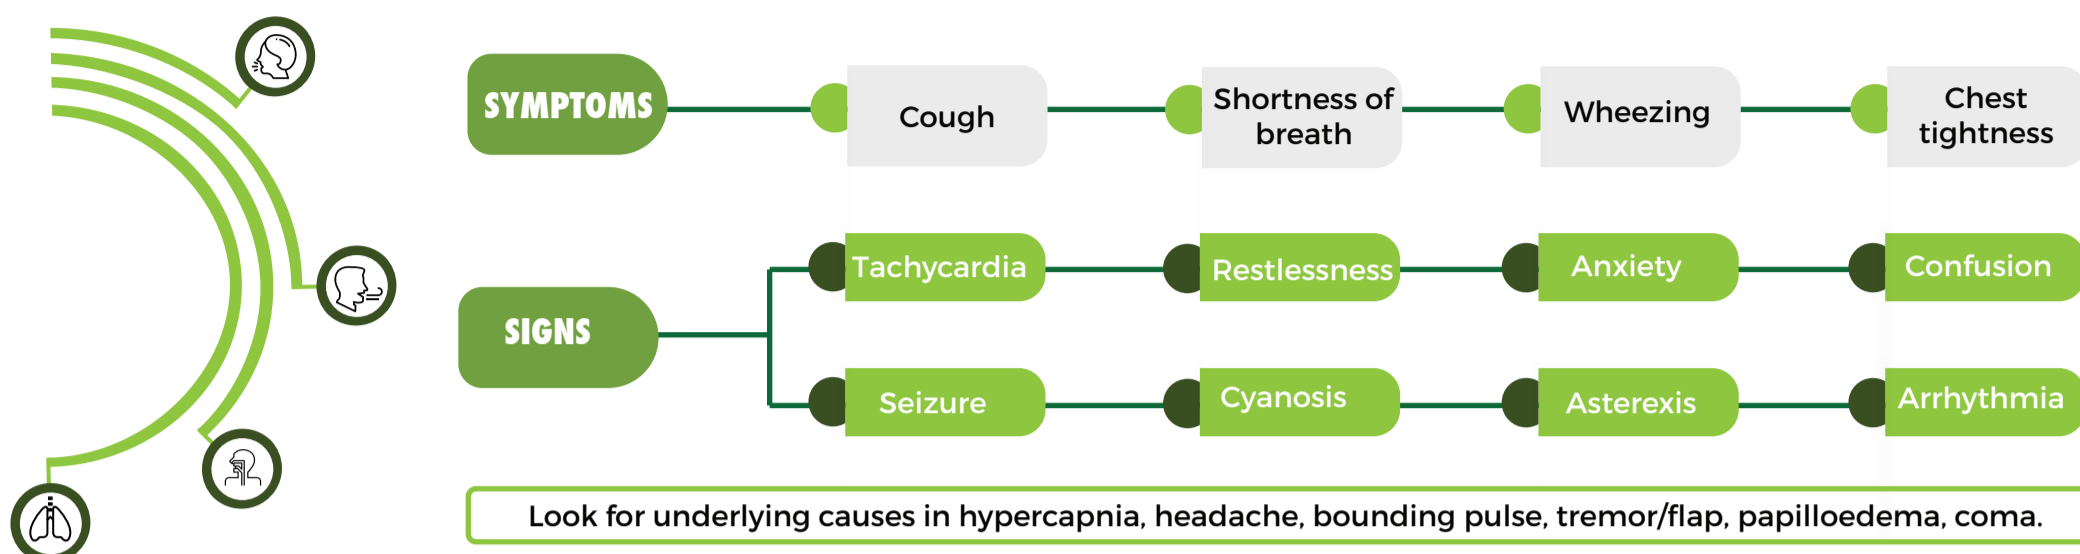 SYMPTOMS
Cough
Shortness of
breath
Wheezing
Chest
tightness
SIGNS
Tachycardia
Restlessness
Anxiety
Confusion
Seizure
Cyanosis
Asterexis
Arrhythmia
Look for underlying causes in hypercapnia, headache, bounding pulse, tremor/flap, papilloedema, coma.